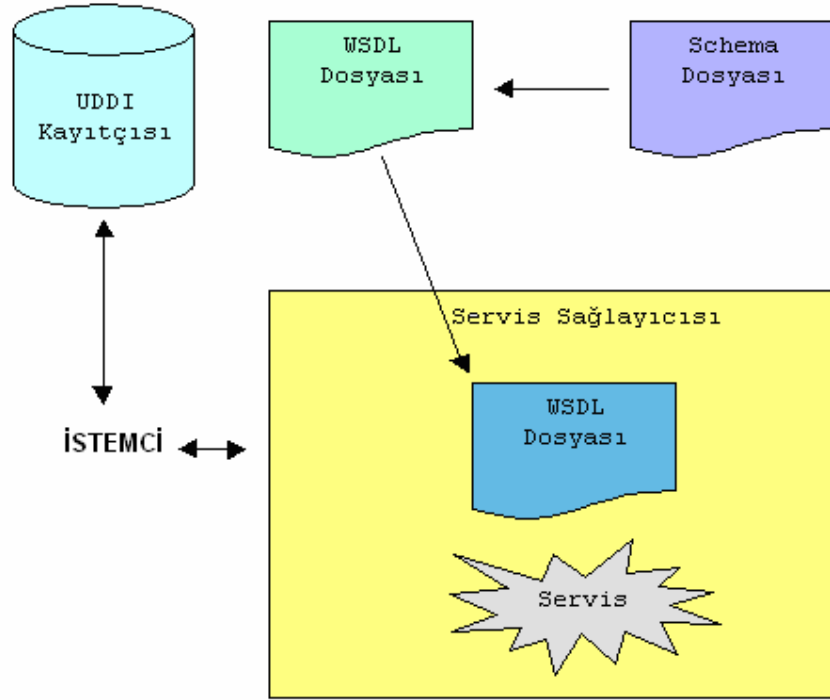 UDDI
Kayıtçısı
WSDL
Dosyası
Schema
Dosyası
Servis Sağlayıcısı
WSDL
Dosyası
İSTEMCİ
Servis